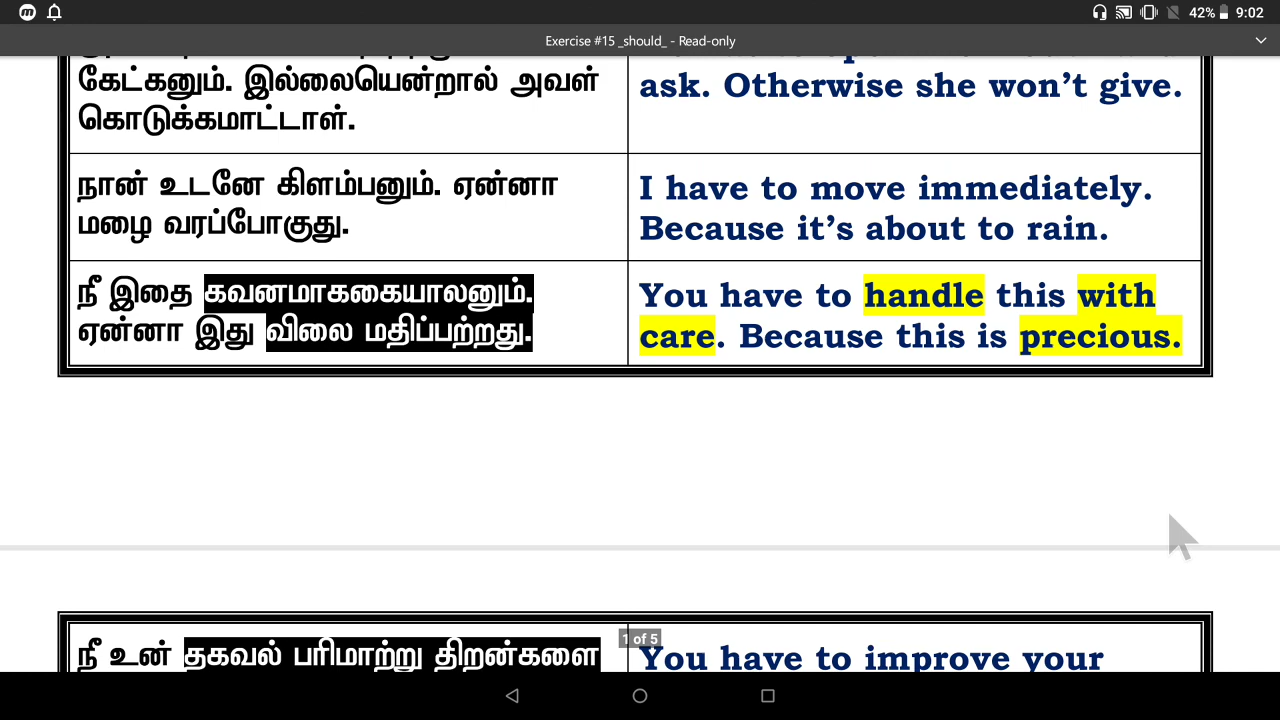 42% 9:02
Exercise #15 _should_ - Read-only
கேட்கனும். இல்லையென்றால் அவள்
கொடுக்கமாட்டாள்.
ask. Otherwise she won't give.
நான் உடனே கிளம்பனும். ஏன்னா
மழை வரப்போகுது.
I have to move immediately.
Because it's about to rain.
நீ இதை கவனமாககையாலனும்.
ஏன்னா இது விலை மதிப்பற்றது.
You have to handle this with
care. Because this is precious.
1 of 5
நீ உன் தகவல் பரிமாற்று திறன்களை
You have to improve your